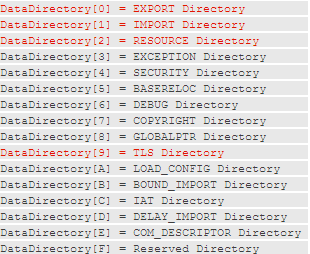 DataDirectory[0] = EXPORT Directory
DataDirectory[1] = IMPORT Directory
DataDirectory[2] = RESOURCE Directory
DataDirectory[3] = EXCEPTION Directory
DataDirectory[4] = SECURITY Directory
DataDirectory[5] = BASERELOC Directory
DataDirectory[6] = DEBUG Directory
DataDirectory[7] = COPYRIGHT Directory
DataDirectory[8] = GLOBALPTR Directory
DataDirectory[9] = TLS Directory
DataDirectory[A] = LOAD_CONFIG Directory
DataDirectory[B] = BOUND_IMPORT Directory
DataDirectory[C] = IAT Directory
DataDirectory[D] = DELAY_IMPORT Directory
DataDirectory[E] = COM_DESCRIPTOR Directory
DataDirectory[F] = Reserved Directory